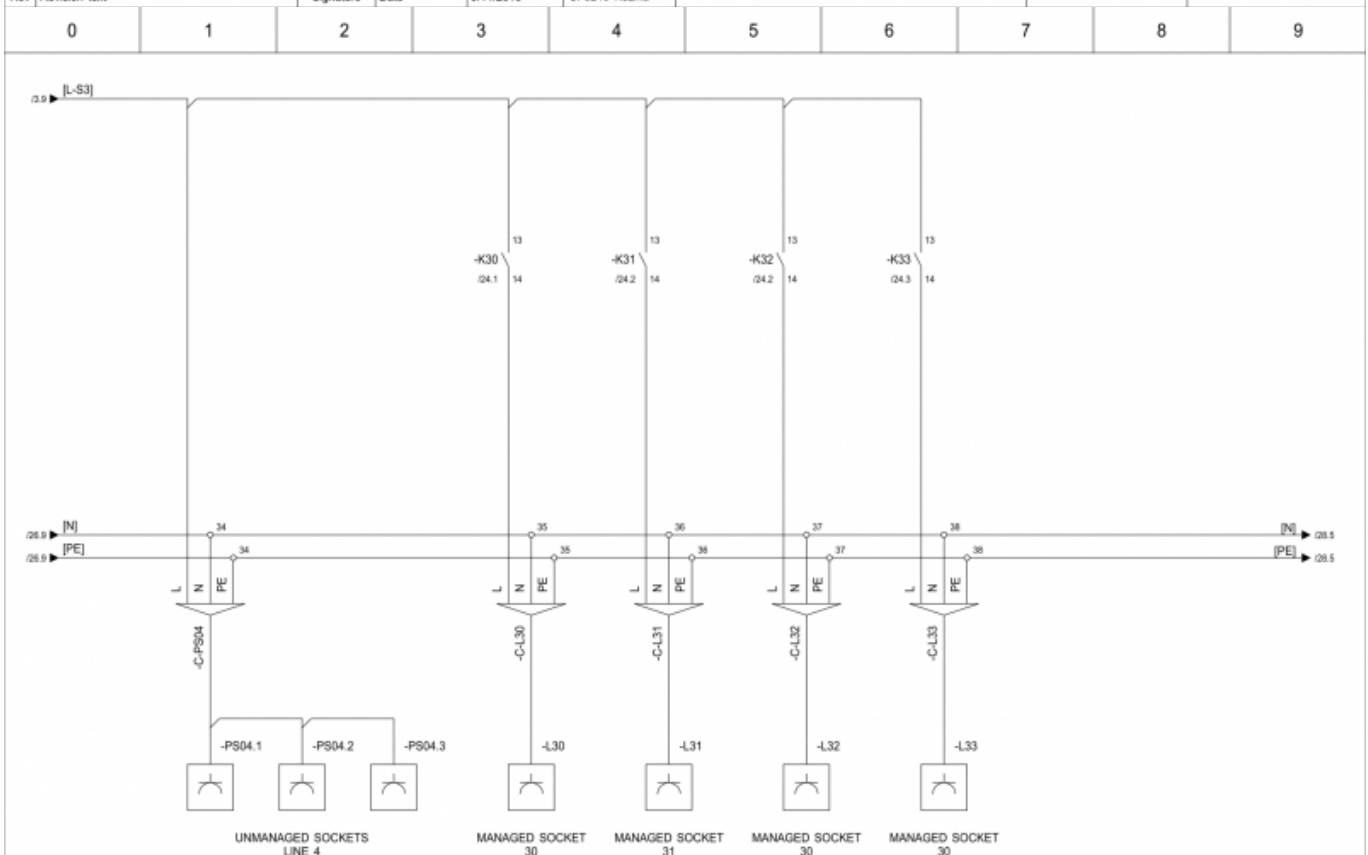 0 1 2 3 4 5 6 7 8 9
[L-S3]
/3.9
13 13 13 13
-K30 -K31 -K32 -K33
/24.1 14 /24.2 14 /24.2 14 /24.3 14
[N] 34 35 36 37 38 [N]
/26.9 /28.5
[PE] 34 35 36 37 38 [PE]
/26.9 /28.5
L N PE L N PE L N PE L N PE L N PE
-C-PS04 -C-L30 -C-L31 -C-L32 -C-L33
-PS04.1 -PS04.2 -PS04.3 -L30 -L31 -L32 -L33
UNMANAGED SOCKETS MANAGED SOCKET MANAGED SOCKET MANAGED SOCKET MANAGED SOCKET
LINE 4 30 31 30 30